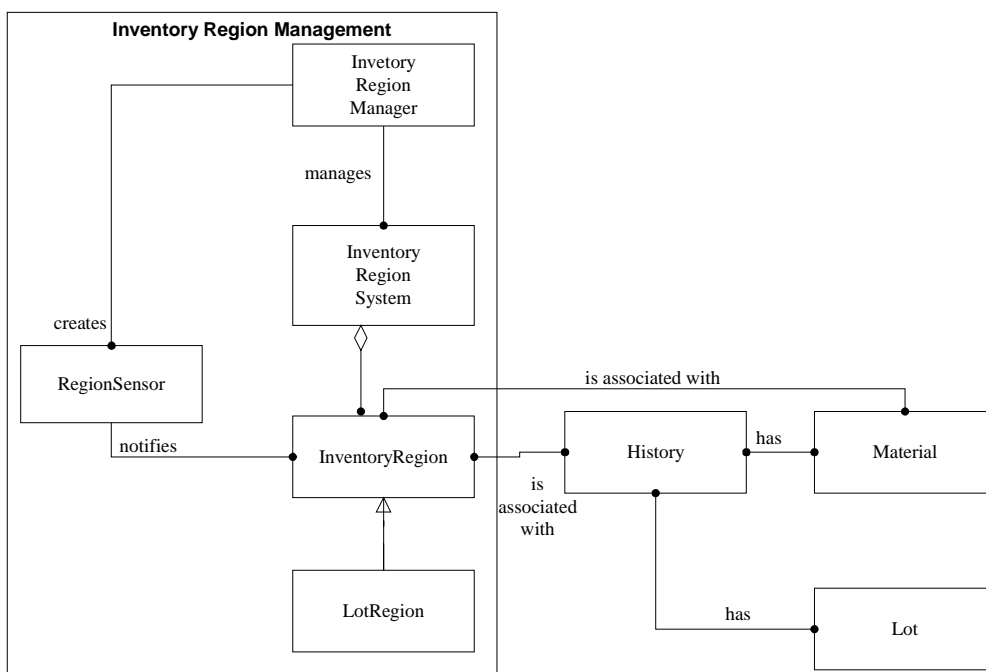 Inventory Region Management
Invetory
Region
Manager
manages
Inventory
Region
System
creates
RegionSensor
is associated with
notifies
InventoryRegion
History
has
Material
is
associated
with
LotRegion
has
Lot